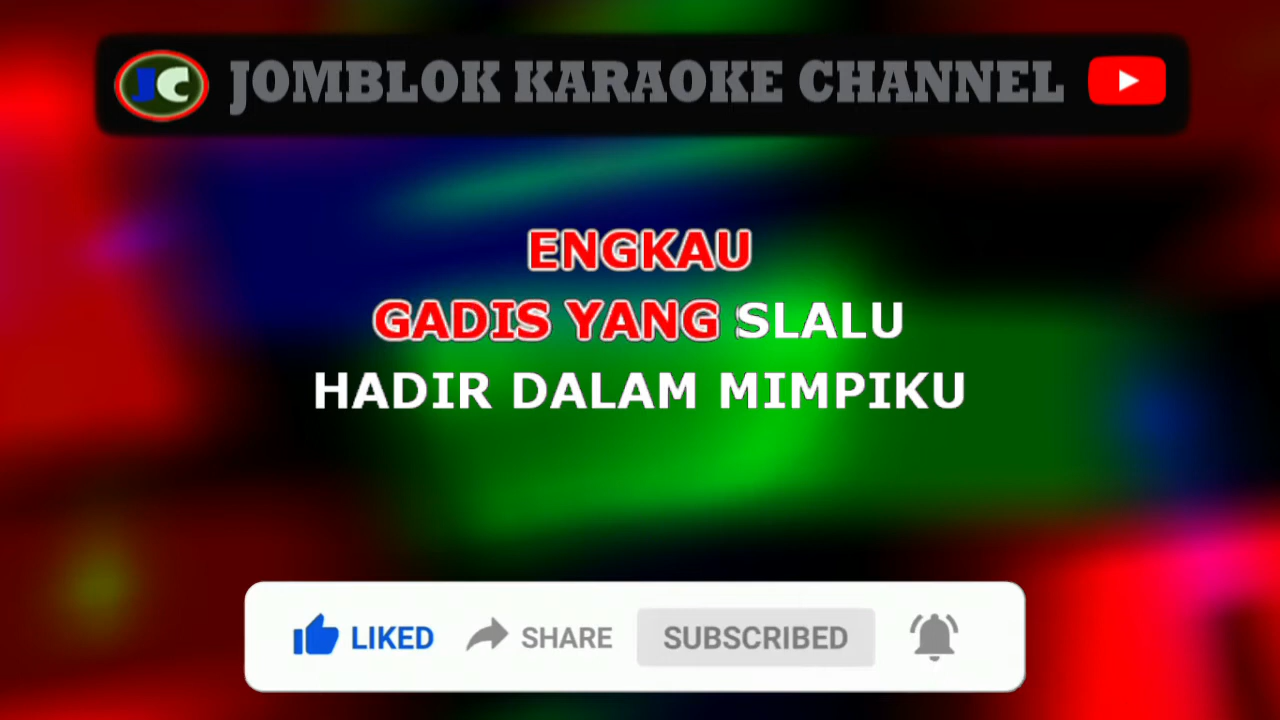 JC JOMBLOK KARAOKE CHANNEL
ENGKAU
GADIS YANG SLALU
HADIR DALAM MIMPIKU
LIKED SHARE SUBSCRIBED